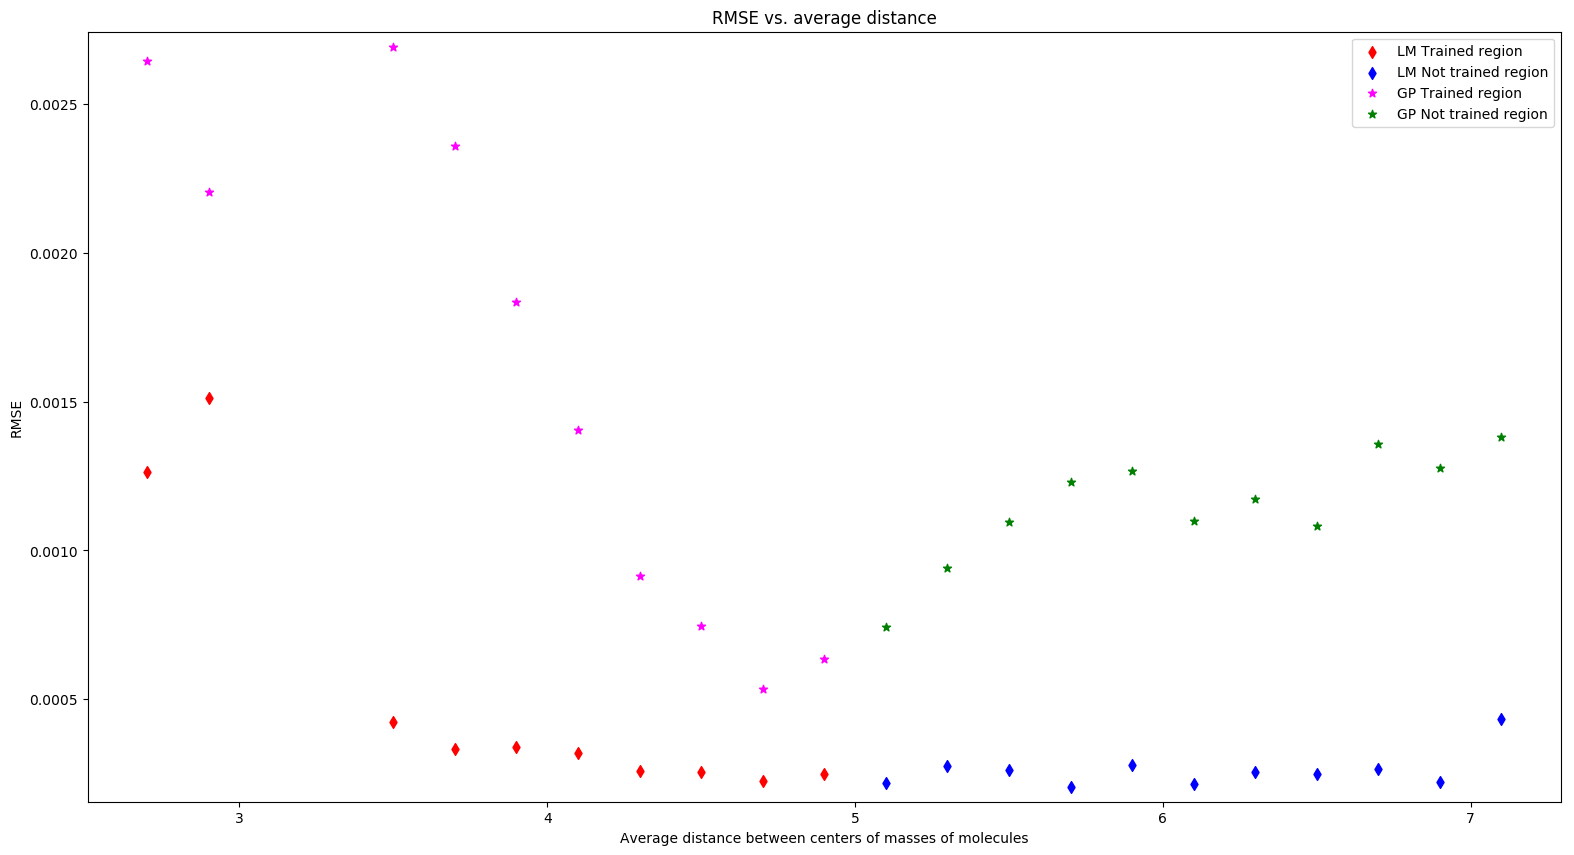 RMSE vs. average distance
LM Trained region
LM Not trained region
GP Trained region
GP Not trained region
0.0025
0.0020
0.0015
0.0010
0.0005
RMSE
3
4
5
6
7
Average distance between centers of masses of molecules